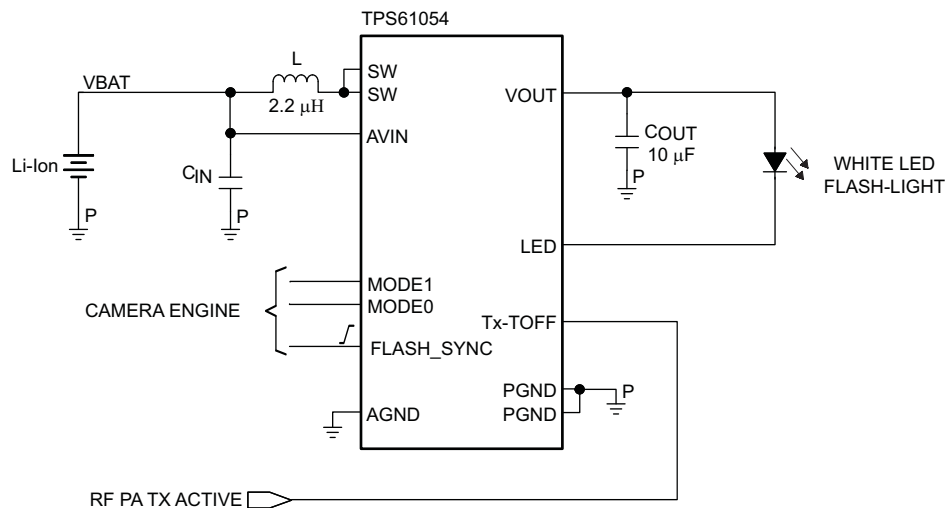 TPS61054
L
SW
VBAT
SW
VOUT
2.2 μH
COUT
AVIN
10 μF
Li-Ion
CIN
WHITE LED
P
FLASH-LIGHT
P
P
LED
MODE1
CAMERA ENGINE
MODE0
Tx-TOFF
FLASH_SYNC
PGND
P
AGND
PGND
RF PA TX ACTIVE